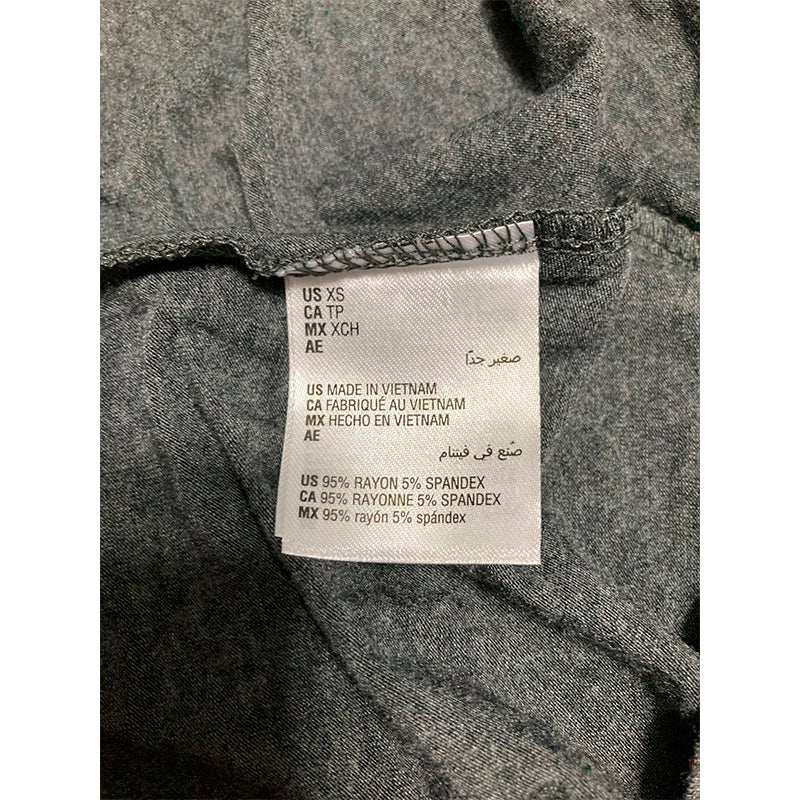 US XS
CA TP
MX XCH
AE
صغير جدًا
US MADE IN VIETNAM
CA FABRIQUÉ AU VIETNAM
MX HECHO EN VIETNAM
AE
صُنع في فيتنام
US 95% RAYON 5% SPANDEX
CA 95% RAYONNE 5% SPANDEX
MX 95% rayón 5% spándex